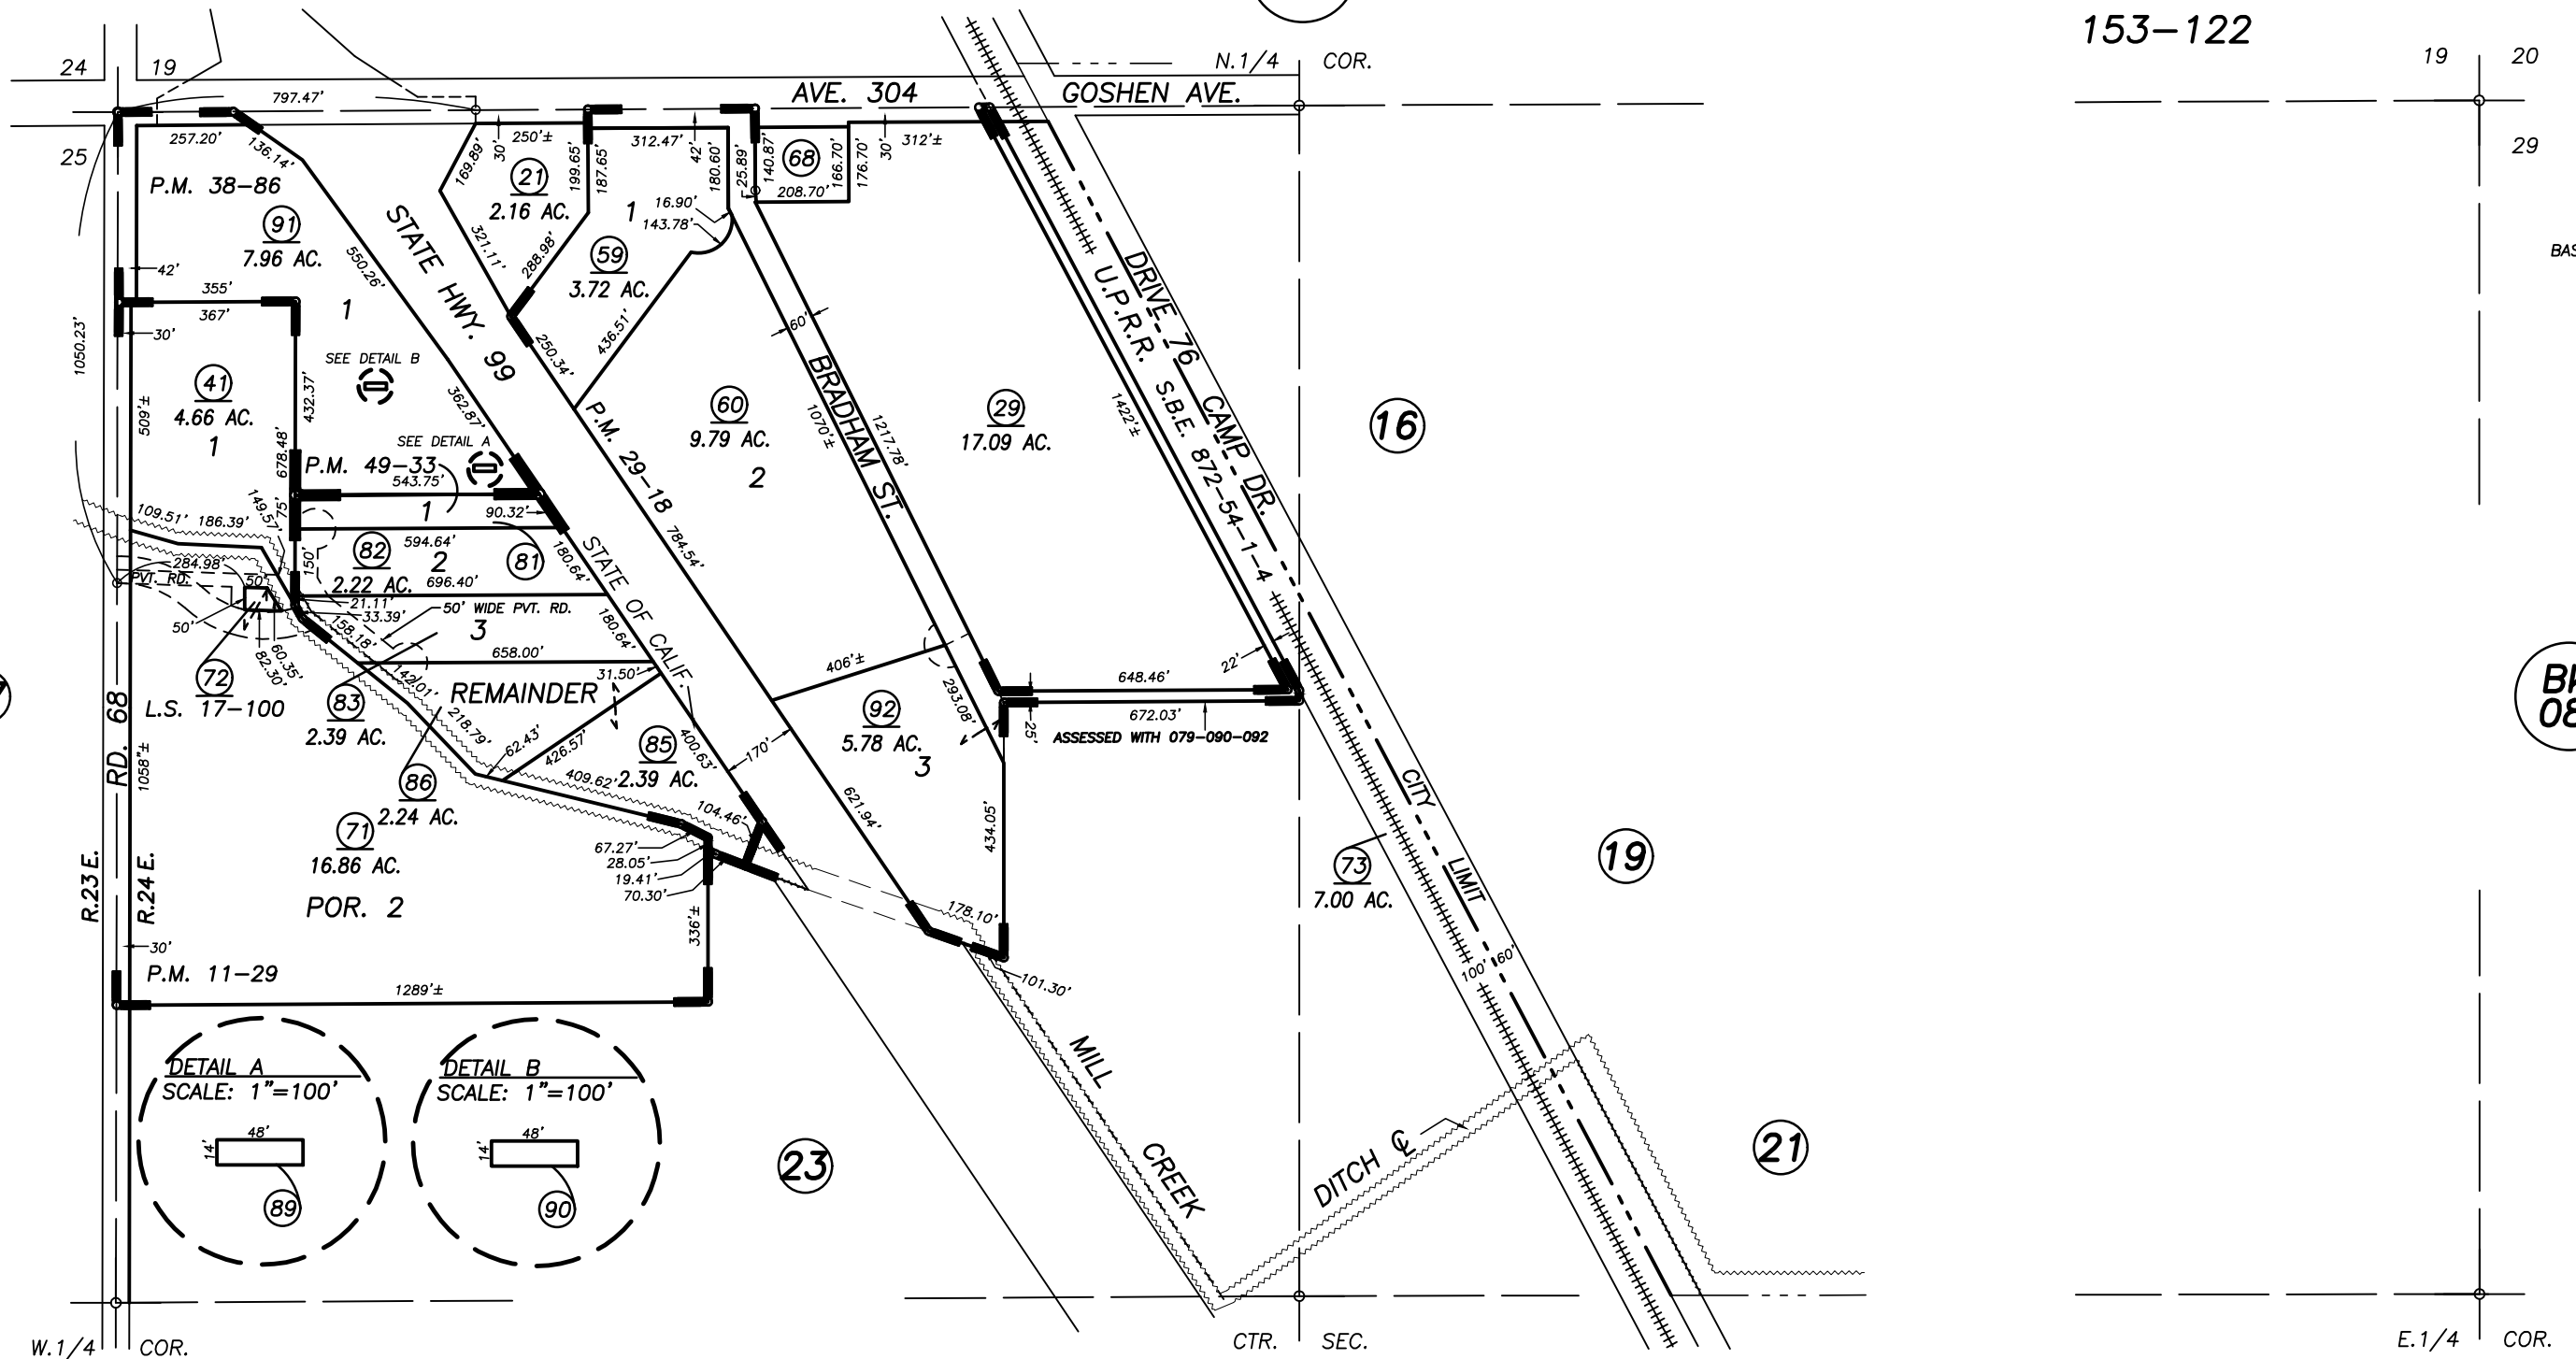 153-122
24
19
N.1/4 COR.
19
20
797.47'
AVE. 304
GOSHEN AVE.
257.20'
136.14'
25
29
169.89'
30'
250'±
199.65'
187.65'
312.47'
42'
180.60'
25.89'
140.87'
68
166.70'
176.70'
30'
312'±
208.70'
P.M. 38-86
21
2.16 AC.
1
16.90'
143.78'
91
7.96 AC.
550.26'
STATE HWY. 99
321.11'
288.98'
59
3.72 AC.
42'
355'
367'
1
30'
1050.23'
250.34'
436.51'
60'
DRIVE 76
U.P.R.R.
SEE DETAIL B
41
4.66 AC.
1
509'±
432.37'
362.87'
60
9.79 AC.
2
BRADHAM ST.
1070'±
1217.78'
29
17.09 AC.
1422'±
S.B.E. 872-54-1-4
CAMP DR.
16
P.M. 29-18
SEE DETAIL A
678.48'
P.M. 49-33
543.75'
1
90.32'
784.54'
109.51'
186.39'
149.57'
75'
594.64'
82
2
81
2.22 AC.
696.40'
150'
180.64'
STATE OF CALIF.
284.98'
PVT. RD.
50'
50'
21.11'
33.39'
158.18'
50' WIDE PVT. RD.
3
180.64'
60.35'
82.30'
658.00'
31.50'
406'±
22'
648.46'
72
L.S. 17-100
83
2.39 AC.
142.01'
REMAINDER
218.79'
62.43'
426.57'
400.63'
170'
92
5.78 AC.
3
293.08'
25'
672.03'
ASSESSED WITH 079-090-092
RD. 68
1058"±
86
2.24 AC.
409.62'
85
2.39 AC.
104.46'
621.94'
434.05'
CITY LIMIT
71
16.86 AC.
POR. 2
67.27'
28.05'
19.41'
70.30'
73
7.00 AC.
19
R.23 E.
R.24 E.
336'±
178.10'
30'
P.M. 11-29
1289'±
101.30'
100'
60'
DETAIL A
SCALE: 1"=100'
48'
14'
89
DETAIL B
SCALE: 1"=100'
48'
14'
90
23
MILL CREEK
DITCH ℄
21
W.1/4 COR.
CTR. SEC.
E.1/4 COR.